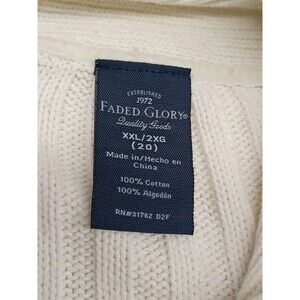 ESTABLISHED
1972
FADED GLORY®
Quality Goods
XXL/2XG
(20)
Made in/Hecho en
China
100% Cotton
100% Algodón
RN#31762 D2F